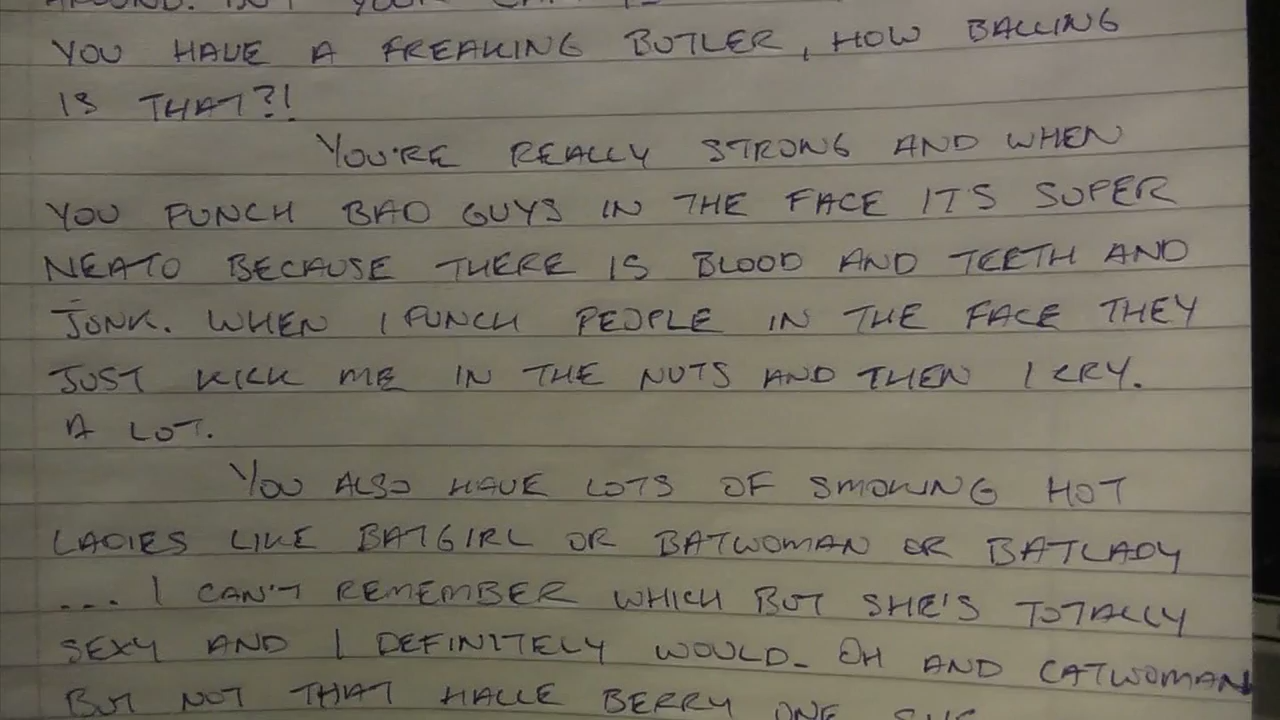 YOU HAVE A FREAKING BUTLER, HOW BALLING
IS THAT?!
YOU'RE REALLY STRONG AND WHEN
YOU PUNCH BAD GUYS IN THE FACE ITS SUPER
NEATO BECAUSE THERE IS BLOOD AND TEETH AND
JUNK. WHEN I PUNCH PEOPLE IN THE FACE THEY
JUST KICK ME IN THE NUTS AND THEN I CRY.
A LOT.
YOU ALSO HAVE LOTS OF SMOKING HOT
LADIES LIKE BATGIRL OR BATWOMAN OR BATLADY
... I CAN'T REMEMBER WHICH BUT SHE'S TOTALLY
SEXY AND I DEFINITELY WOULD. OH AND CATWOMAN
BUT NOT THAT HALLE BERRY ONE